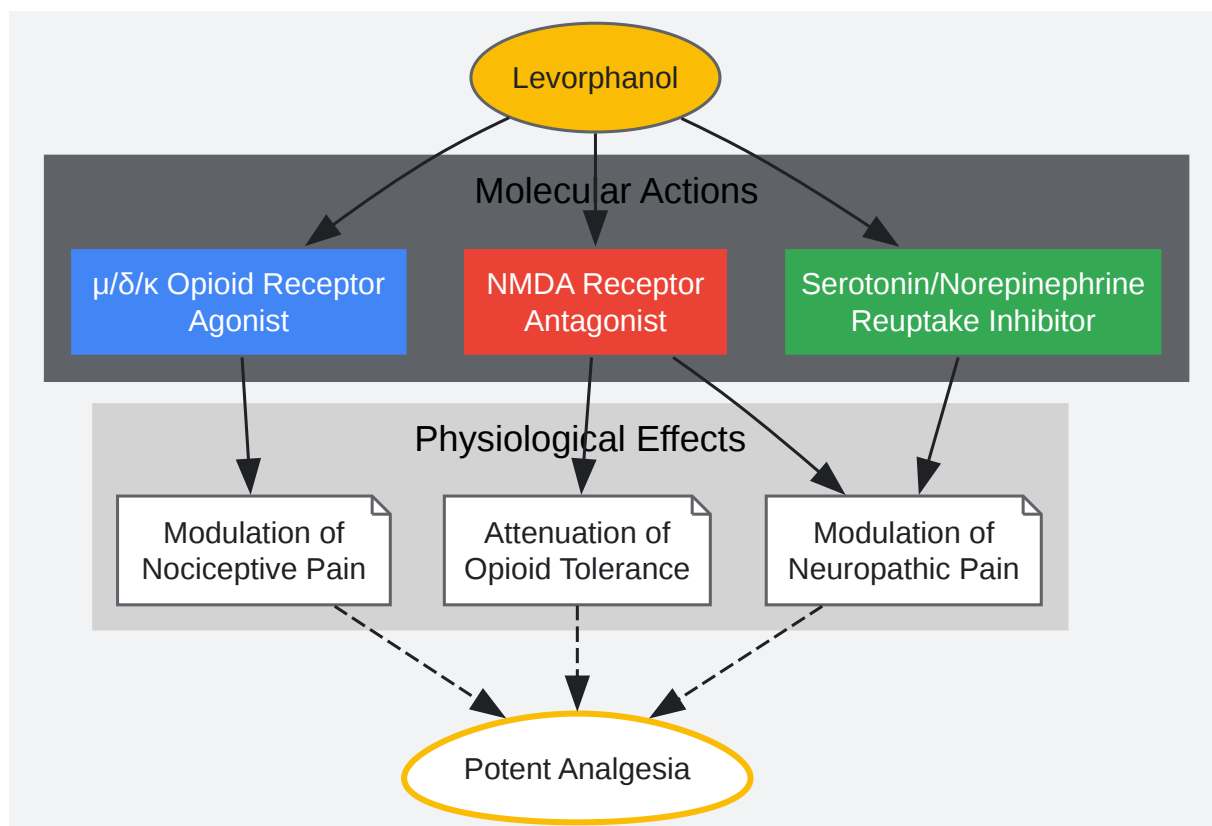 Levorphanol
Molecular Actions
μ/δ/κ Opioid Receptor
Agonist
NMDA Receptor
Antagonist
Serotonin/Norepinephrine
Reuptake Inhibitor
Physiological Effects
Modulation of
Nociceptive Pain
Attenuation of
Opioid Tolerance
Modulation of
Neuropathic Pain
Potent Analgesia